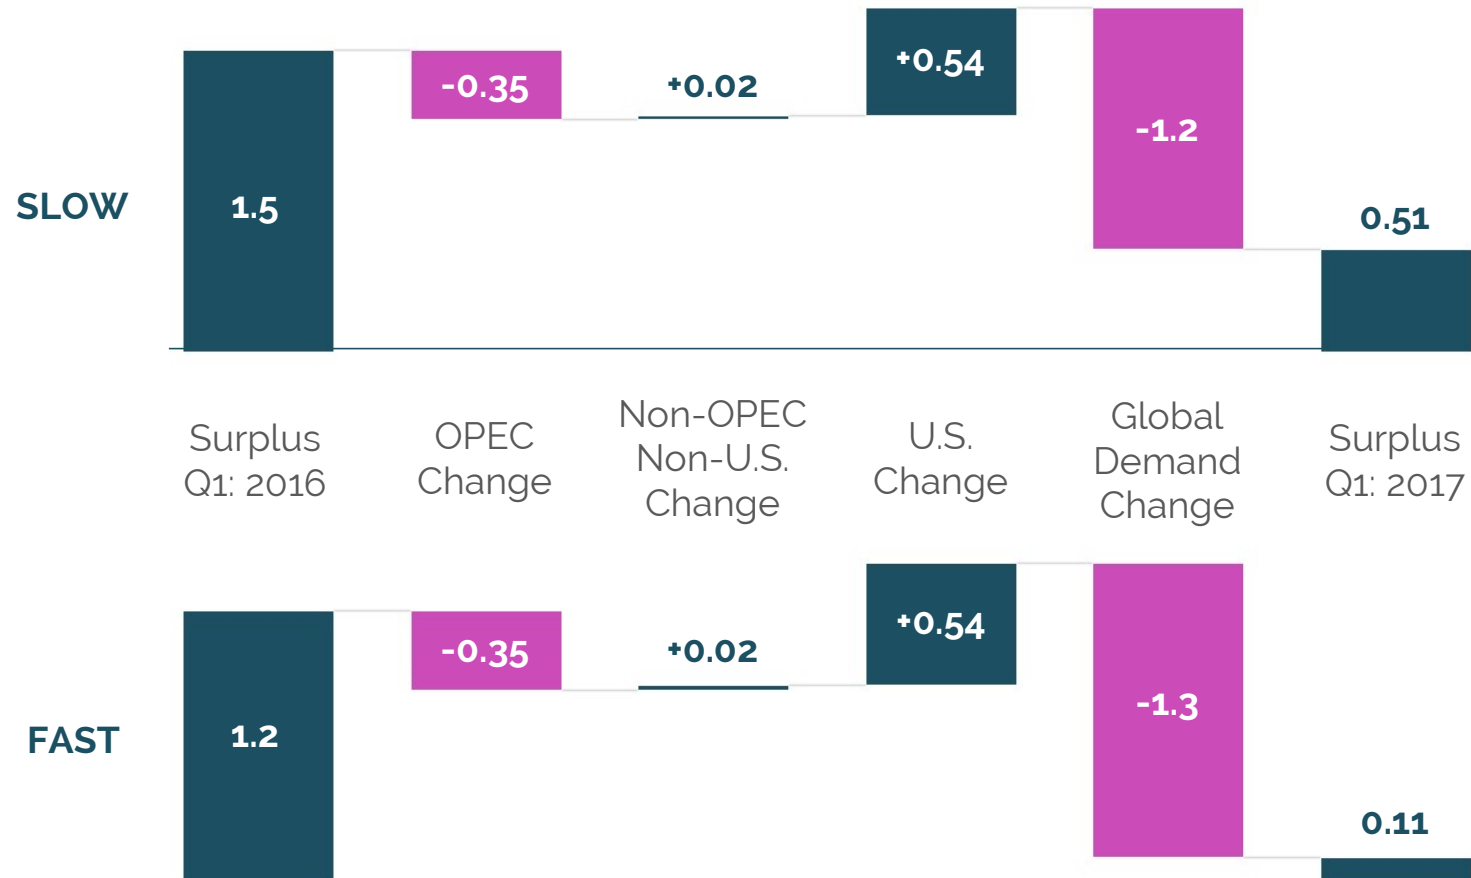 SLOW
1.5
-0.35
+0.02
+0.54
-1.2
0.51
Surplus
Q1: 2016
OPEC
Change
Non-OPEC
Non-U.S.
Change
U.S.
Change
Global
Demand
Change
Surplus
Q1: 2017
FAST
1.2
-0.35
+0.02
+0.54
-1.3
0.11